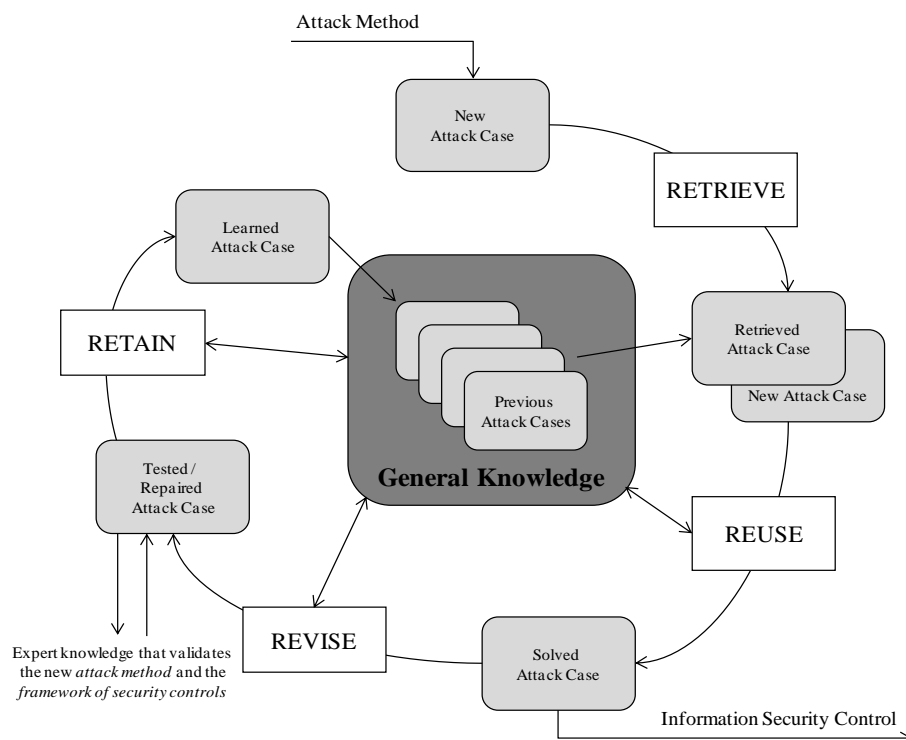 Attack Method
New
Attack Case
RETRIEVE
Learned
Attack Case
RETAIN
Retrieved
Attack Case
New Attack Case
Previous
Attack Cases
General Knowledge
Tested /
Repaired
Attack Case
REUSE
REVISE
Expert knowledge that validates
the new attack method and the
framework of security controls
Solved
Attack Case
Information Security Control